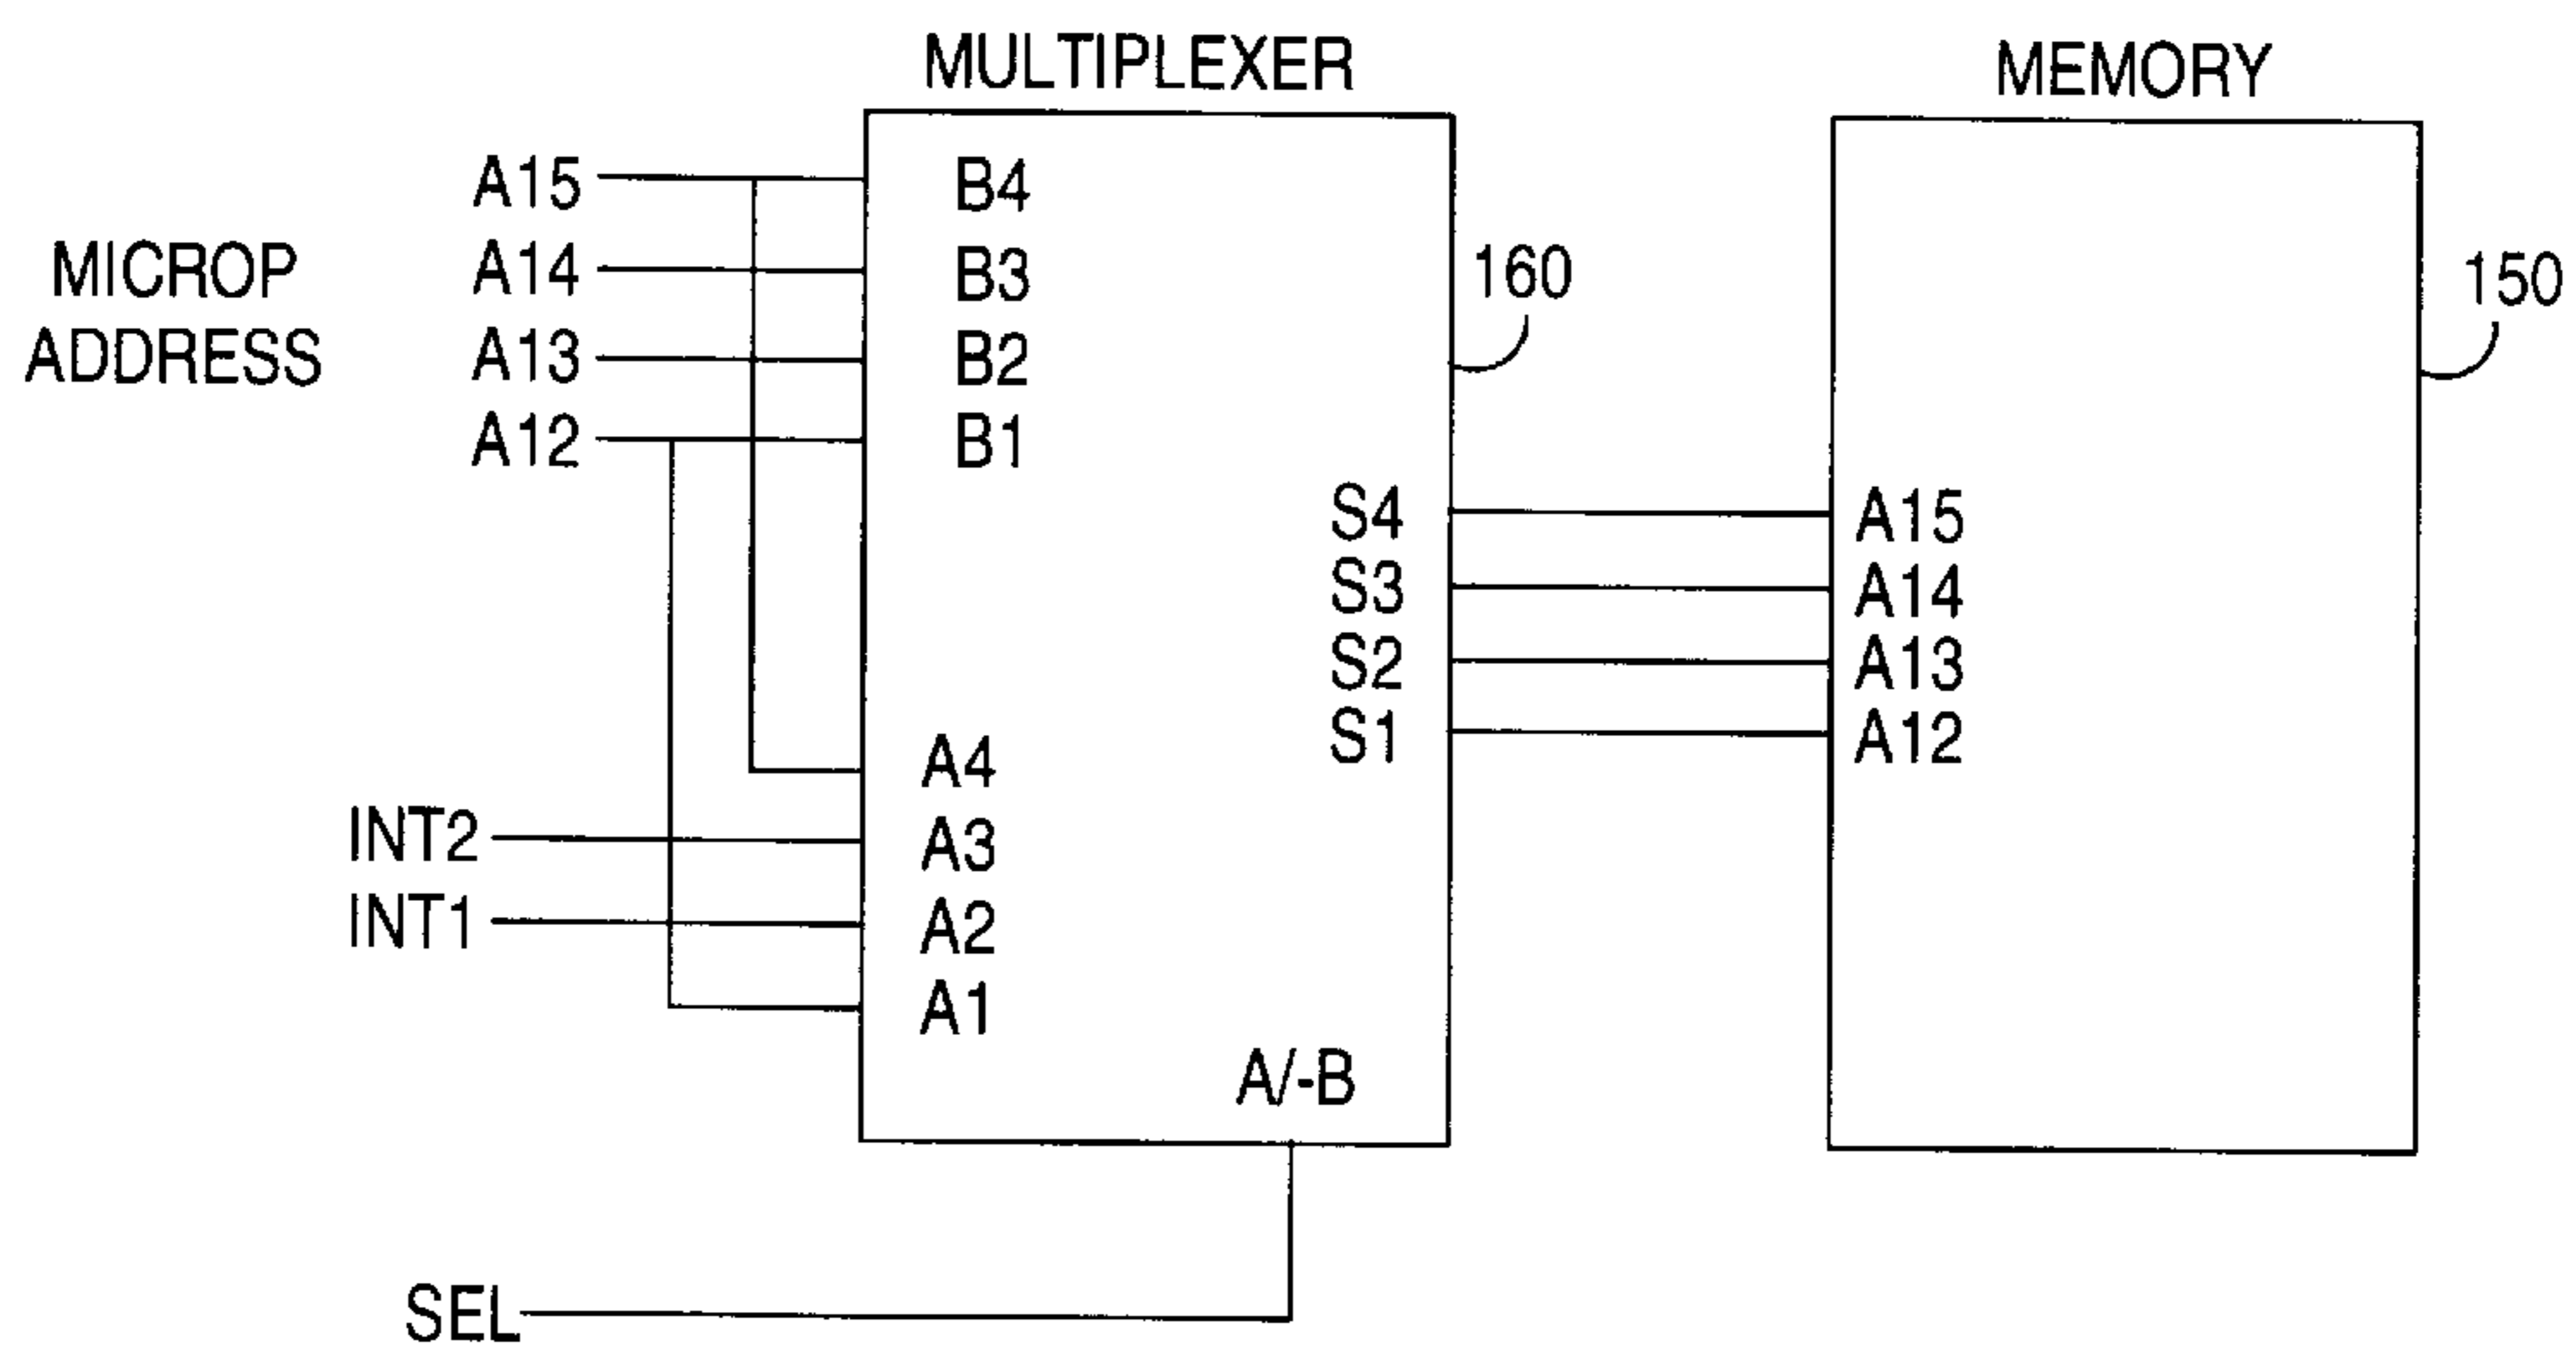 MULTIPLEXER
MEMORY
MICROP
ADDRESS
A15
A14
A13
A12
INT2
INT1
SEL
B4
B3
B2
B1
A4
A3
A2
A1
A/-B
S4
S3
S2
S1
160
A15
A14
A13
A12
150